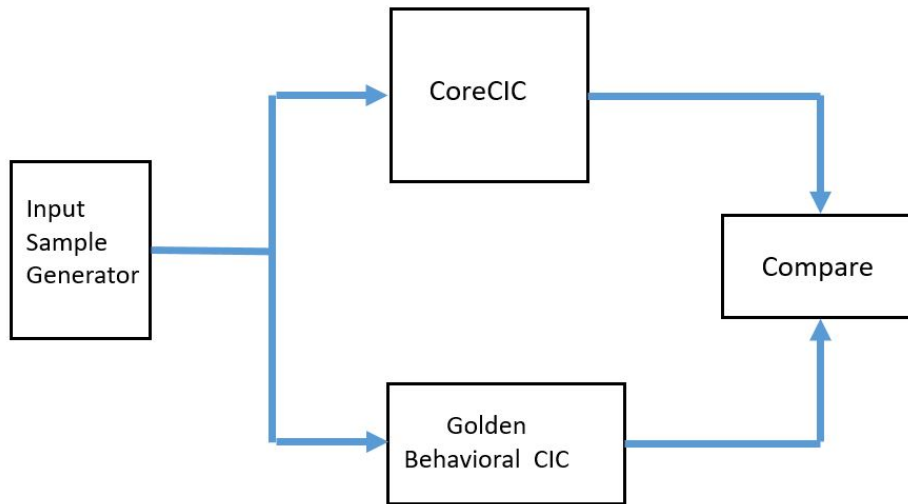 CoreCIC
Input
Sample
Generator
Compare
Golden
Behavioral CIC